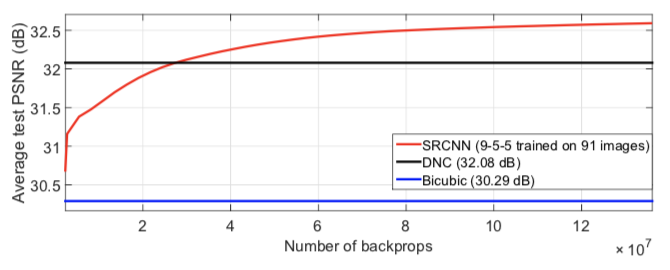 Average test PSNR (dB)
32.5
32
31.5
31
30.5
SRCNN (9-5-5 trained on 91 images)
DNC (32.08 dB)
Bicubic (30.29 dB)
2 4 6 8 10 12
Number of backprops
× 10^7